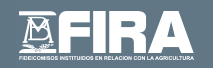 FIRA
FIDEICOMISOS INSTITUIDOS EN RELACION CON LA AGRICULTURA